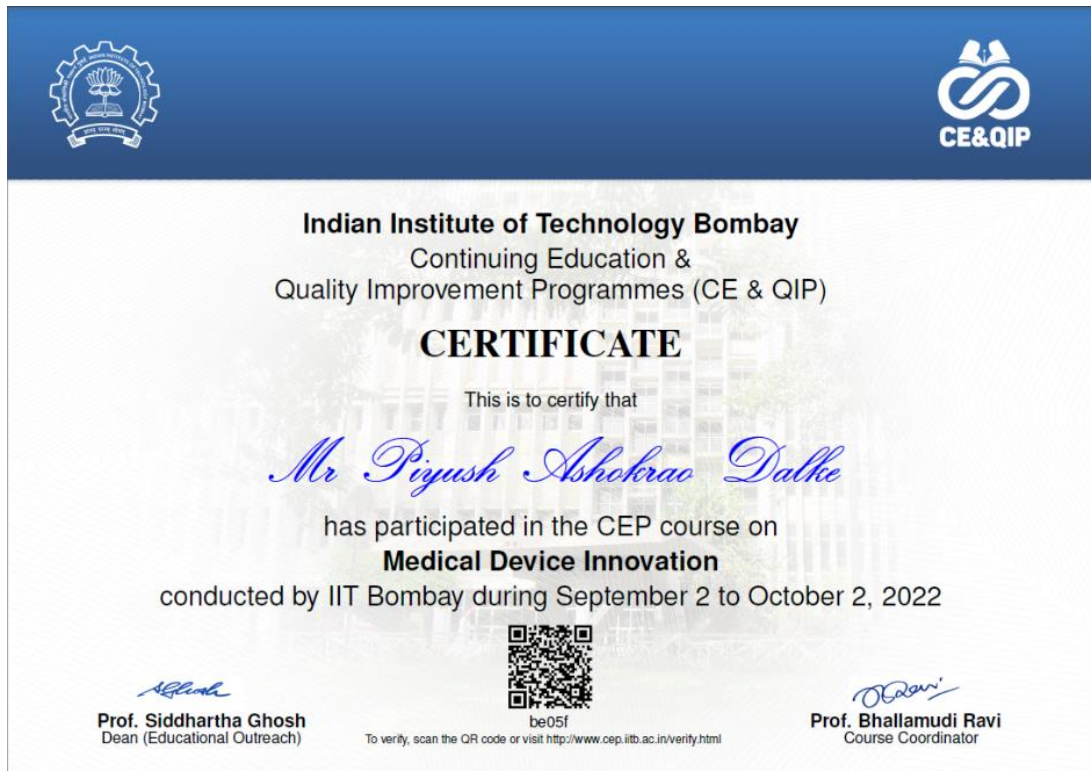 CE&QIP
Indian Institute of Technology Bombay
Continuing Education &
Quality Improvement Programmes (CE & QIP)
CERTIFICATE
This is to certify that
Mr Piyush Ashokrao Dalke
has participated in the CEP course on
Medical Device Innovation
conducted by IIT Bombay during September 2 to October 2, 2022
Prof. Siddhartha Ghosh
Dean (Educational Outreach)
be05f
To verify, scan the QR code or visit http://www.cep.iitb.ac.in/verify.html
Prof. Bhallamudi Ravi
Course Coordinator